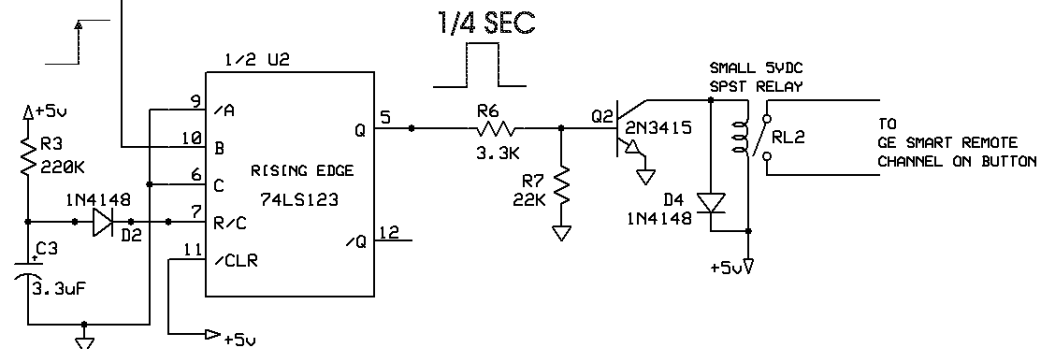 1/4 SEC
1/2 U2
SMALL 5VDC
SPST RELAY
+5v
R3
220K
9
/A
10
B
6
C
7
R/C
11
/CLR
RISING EDGE
74LS123
Q
5
/Q
12
1N4148
D2
C3
+
3.3uF
+5v
R6
3.3K
R7
22K
Q2
2N3415
D4
1N4148
+5v
RL2
TO
GE SMART REMOTE
CHANNEL ON BUTTON